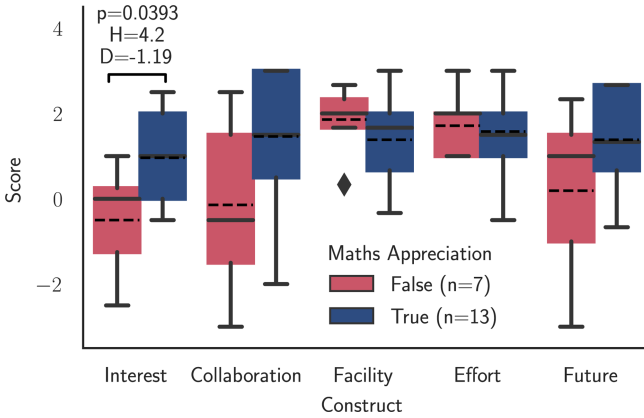 p=0.0393
H=4.2
D=-1.19
4
2
0
−2
Score
Maths Appreciation
False (n=7)
True (n=13)
Interest Collaboration Facility Effort Future
Construct